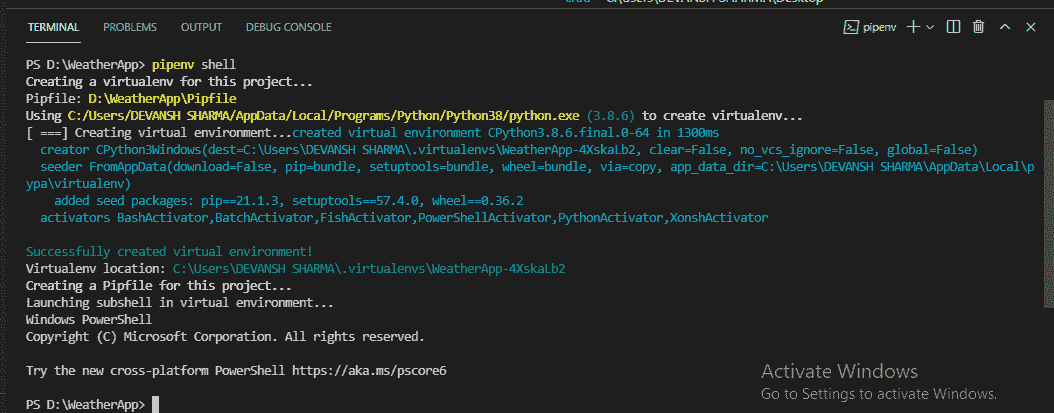 TERMINAL PROBLEMS OUTPUT DEBUG CONSOLE pipenv
PS D:\WeatherApp> pipenv shell
Creating a virtualenv for this project...
Pipfile: D:\WeatherApp\Pipfile
Using C:/Users/DEVANSH SHARMA/AppData/Local/Programs/Python/Python38/python.exe (3.8.6) to create virtualenv...
[ ===] Creating virtual environment...created virtual environment CPython3.8.6.final.0-64 in 1300ms
creator CPython3Windows(dest=C:\Users\DEVANSH SHARMA\.virtualenvs\WeatherApp-4XskaLb2, clear=False, no_vcs_ignore=False, global=False)
seeder FromAppData(download=False, pip=bundle, setuptools=bundle, wheel=bundle, via=copy, app_data_dir=C:\Users\DEVANSH SHARMA\AppData\Local\p
ypa\virtualenv)
added seed packages: pip==21.1.3, setuptools==57.4.0, wheel==0.36.2
activators BashActivator,BatchActivator,FishActivator,PowerShellActivator,PythonActivator,XonshActivator
Successfully created virtual environment!
Virtualenv location: C:\Users\DEVANSH SHARMA\.virtualenvs\WeatherApp-4XskaLb2
Creating a Pipfile for this project...
Launching subshell in virtual environment...
Windows PowerShell
Copyright (C) Microsoft Corporation. All rights reserved.
Try the new cross-platform PowerShell https://aka.ms/pscore6
Activate Windows
Go to Settings to activate Windows.
PS D:\WeatherApp>